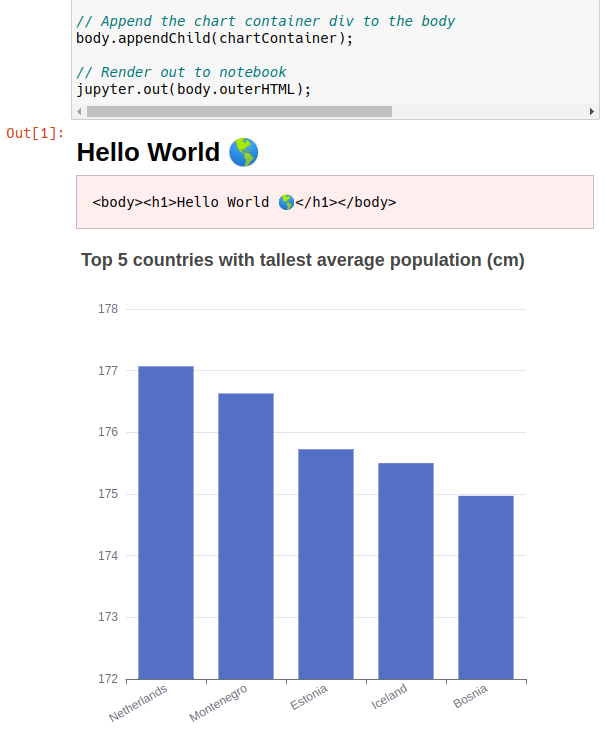 // Append the chart container div to the body
body.appendChild(chartContainer);
// Render out to notebook
jupyter.out(body.outerHTML);
Out[1]:
Hello World 🌎
<body><h1>Hello World 🌎</h1></body>
Top 5 countries with tallest average population (cm)
178
177
176
175
174
173
172
Netherlands
Montenegro
Estonia
Iceland
Bosnia